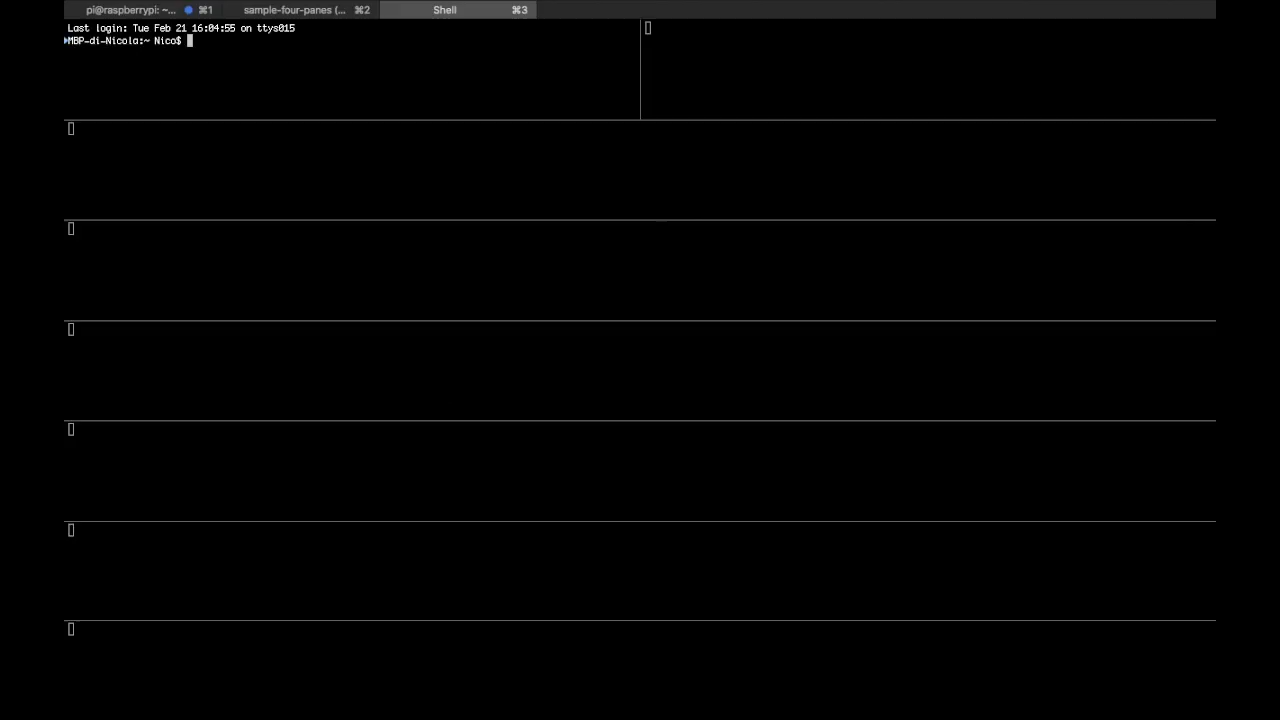 pi@raspberrypi: ~... ⌘1 sample-four-panes (... ⌘2 Shell ⌘3
Last login: Tue Feb 21 16:04:55 on ttys015
MBP-di-Nicola:~ Nico$